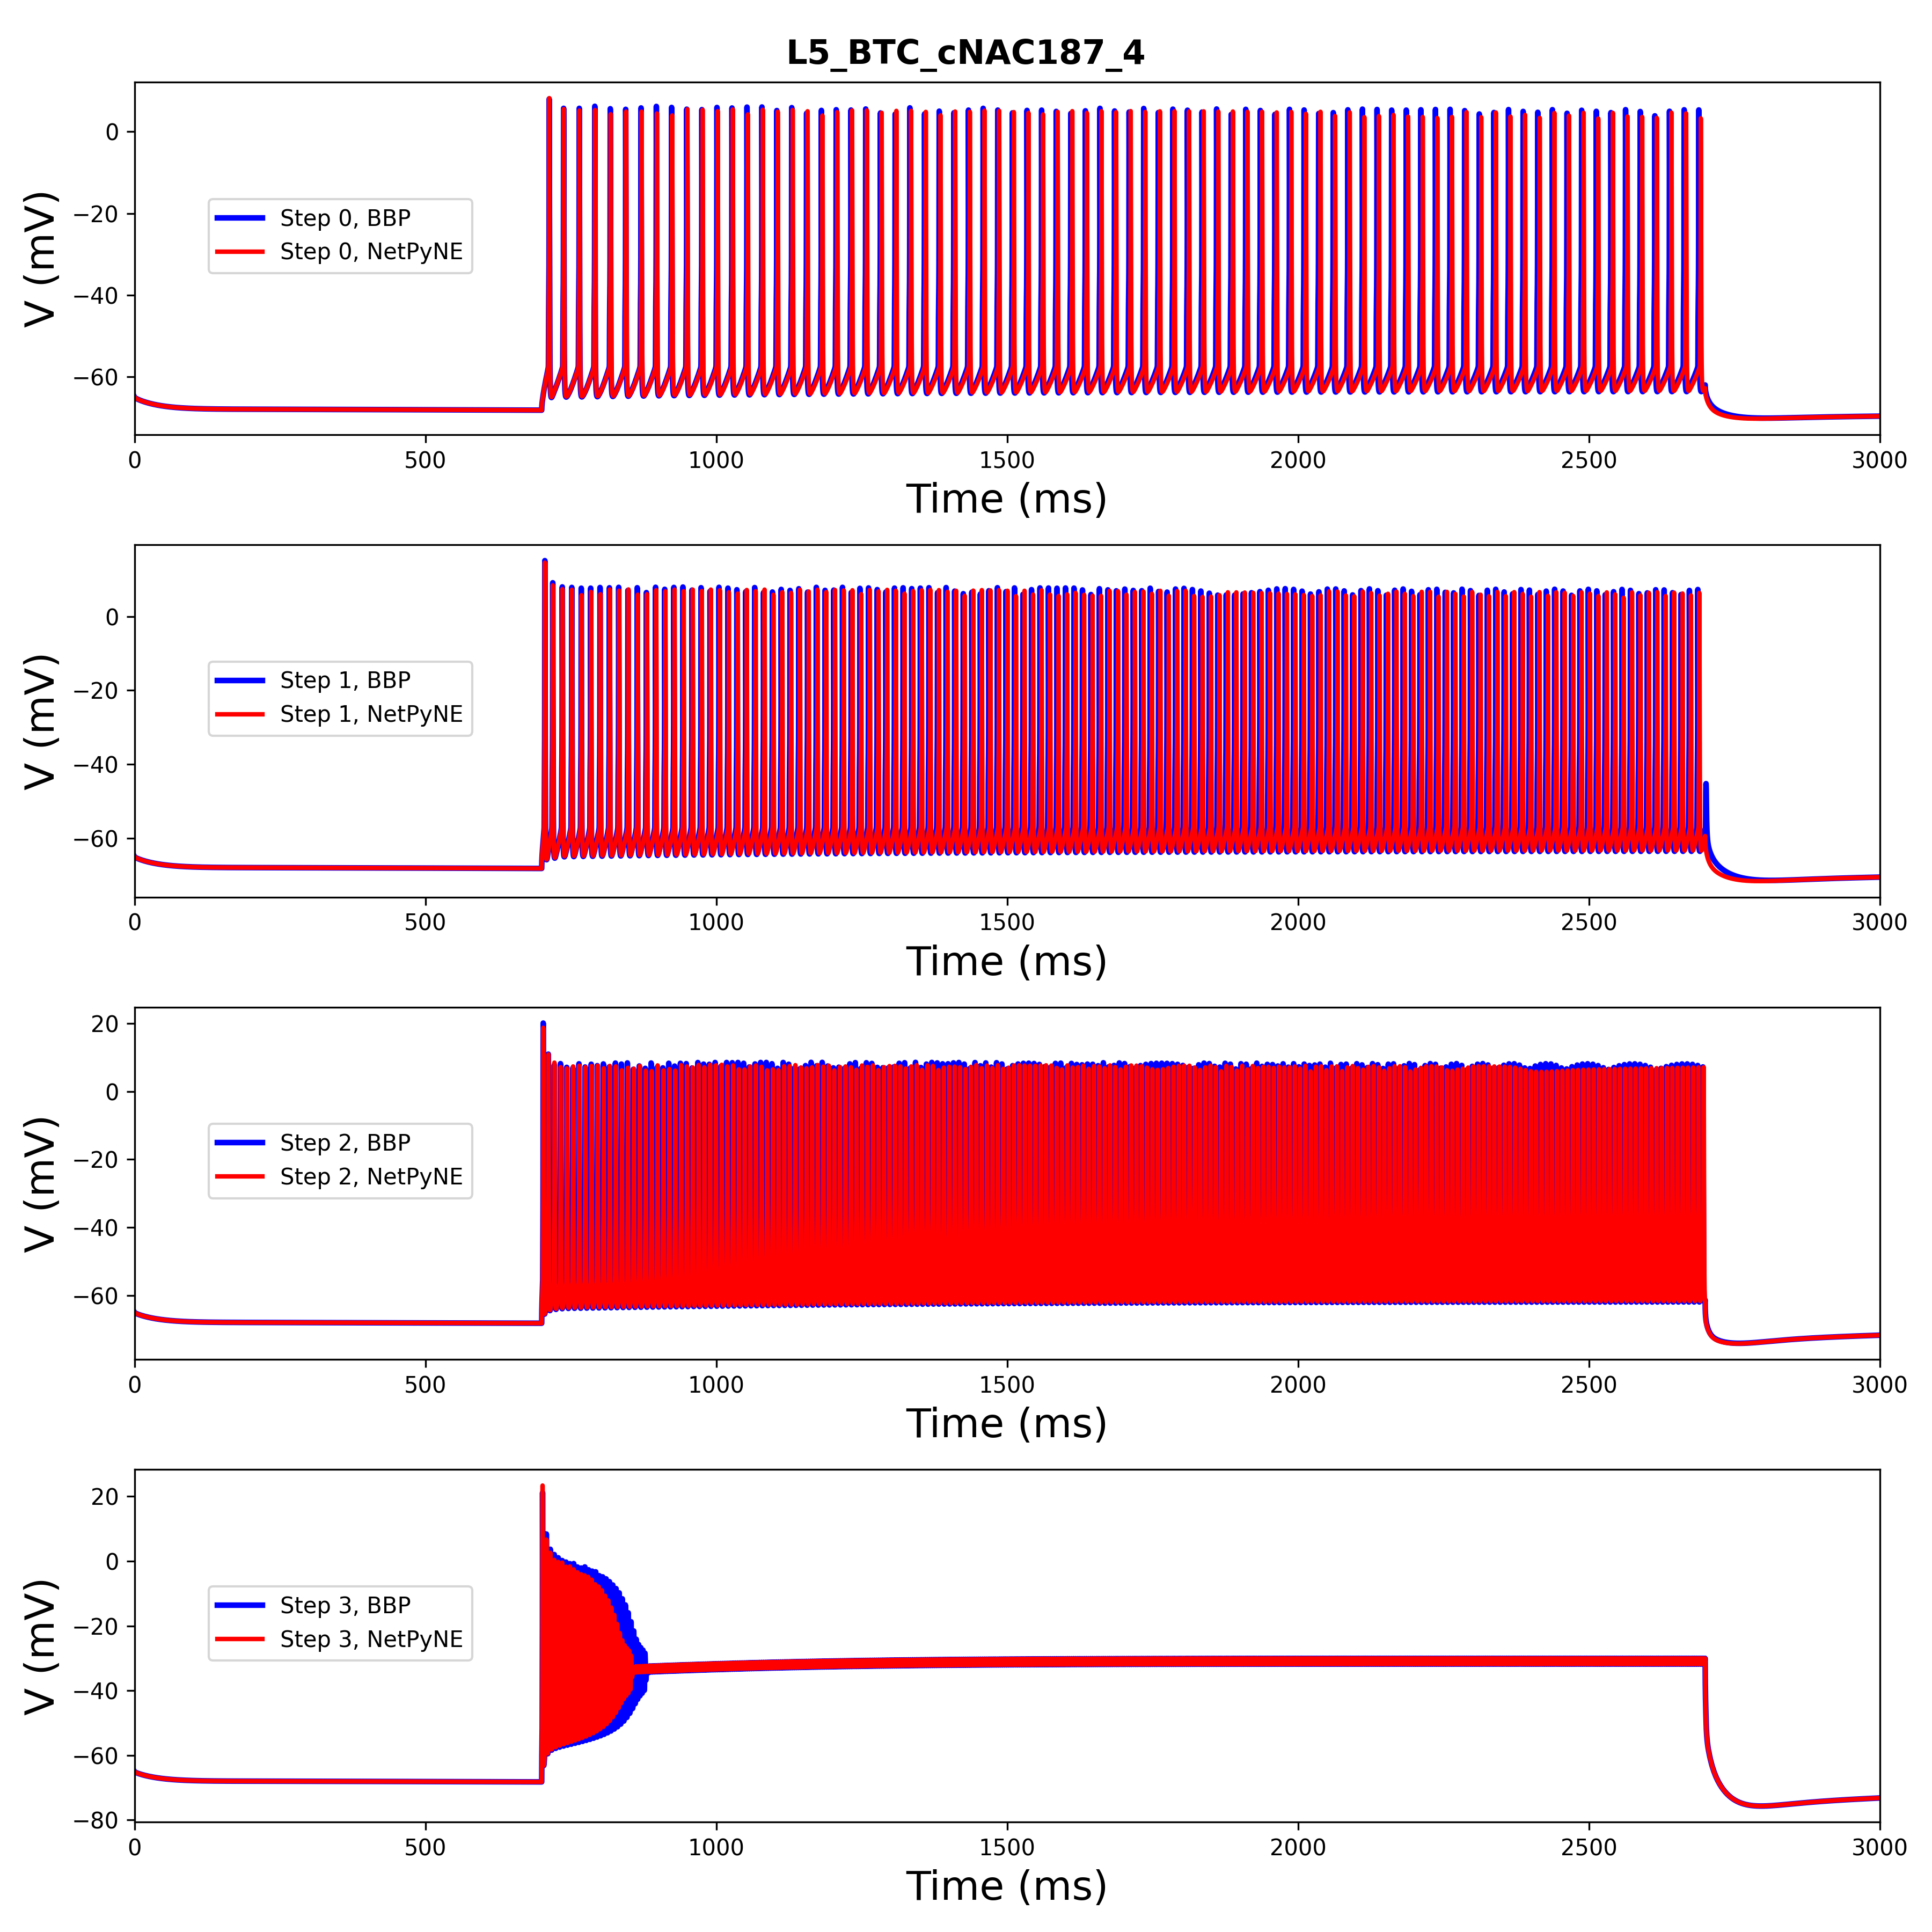 L5_BTC_cNAC187_4
0
−20
−40
−60
V (mV)
Step 0, BBP
Step 0, NetPyNE
0 500 1000 1500 2000 2500 3000
Time (ms)
0
−20
−40
−60
V (mV)
Step 1, BBP
Step 1, NetPyNE
0 500 1000 1500 2000 2500 3000
Time (ms)
20
0
−20
−40
−60
V (mV)
Step 2, BBP
Step 2, NetPyNE
0 500 1000 1500 2000 2500 3000
Time (ms)
20
0
−20
−40
−60
−80
V (mV)
Step 3, BBP
Step 3, NetPyNE
0 500 1000 1500 2000 2500 3000
Time (ms)